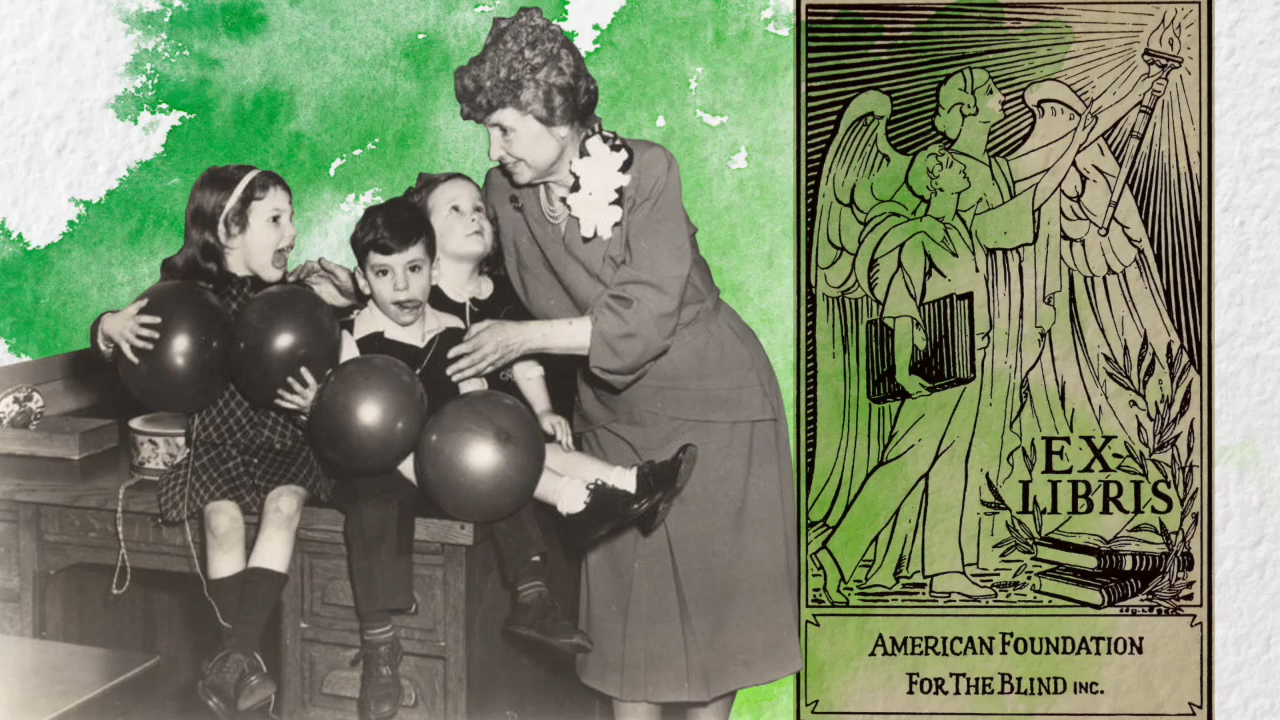 EX-
LIBRIS
AMERICAN FOUNDATION
FOR THE BLIND INC.